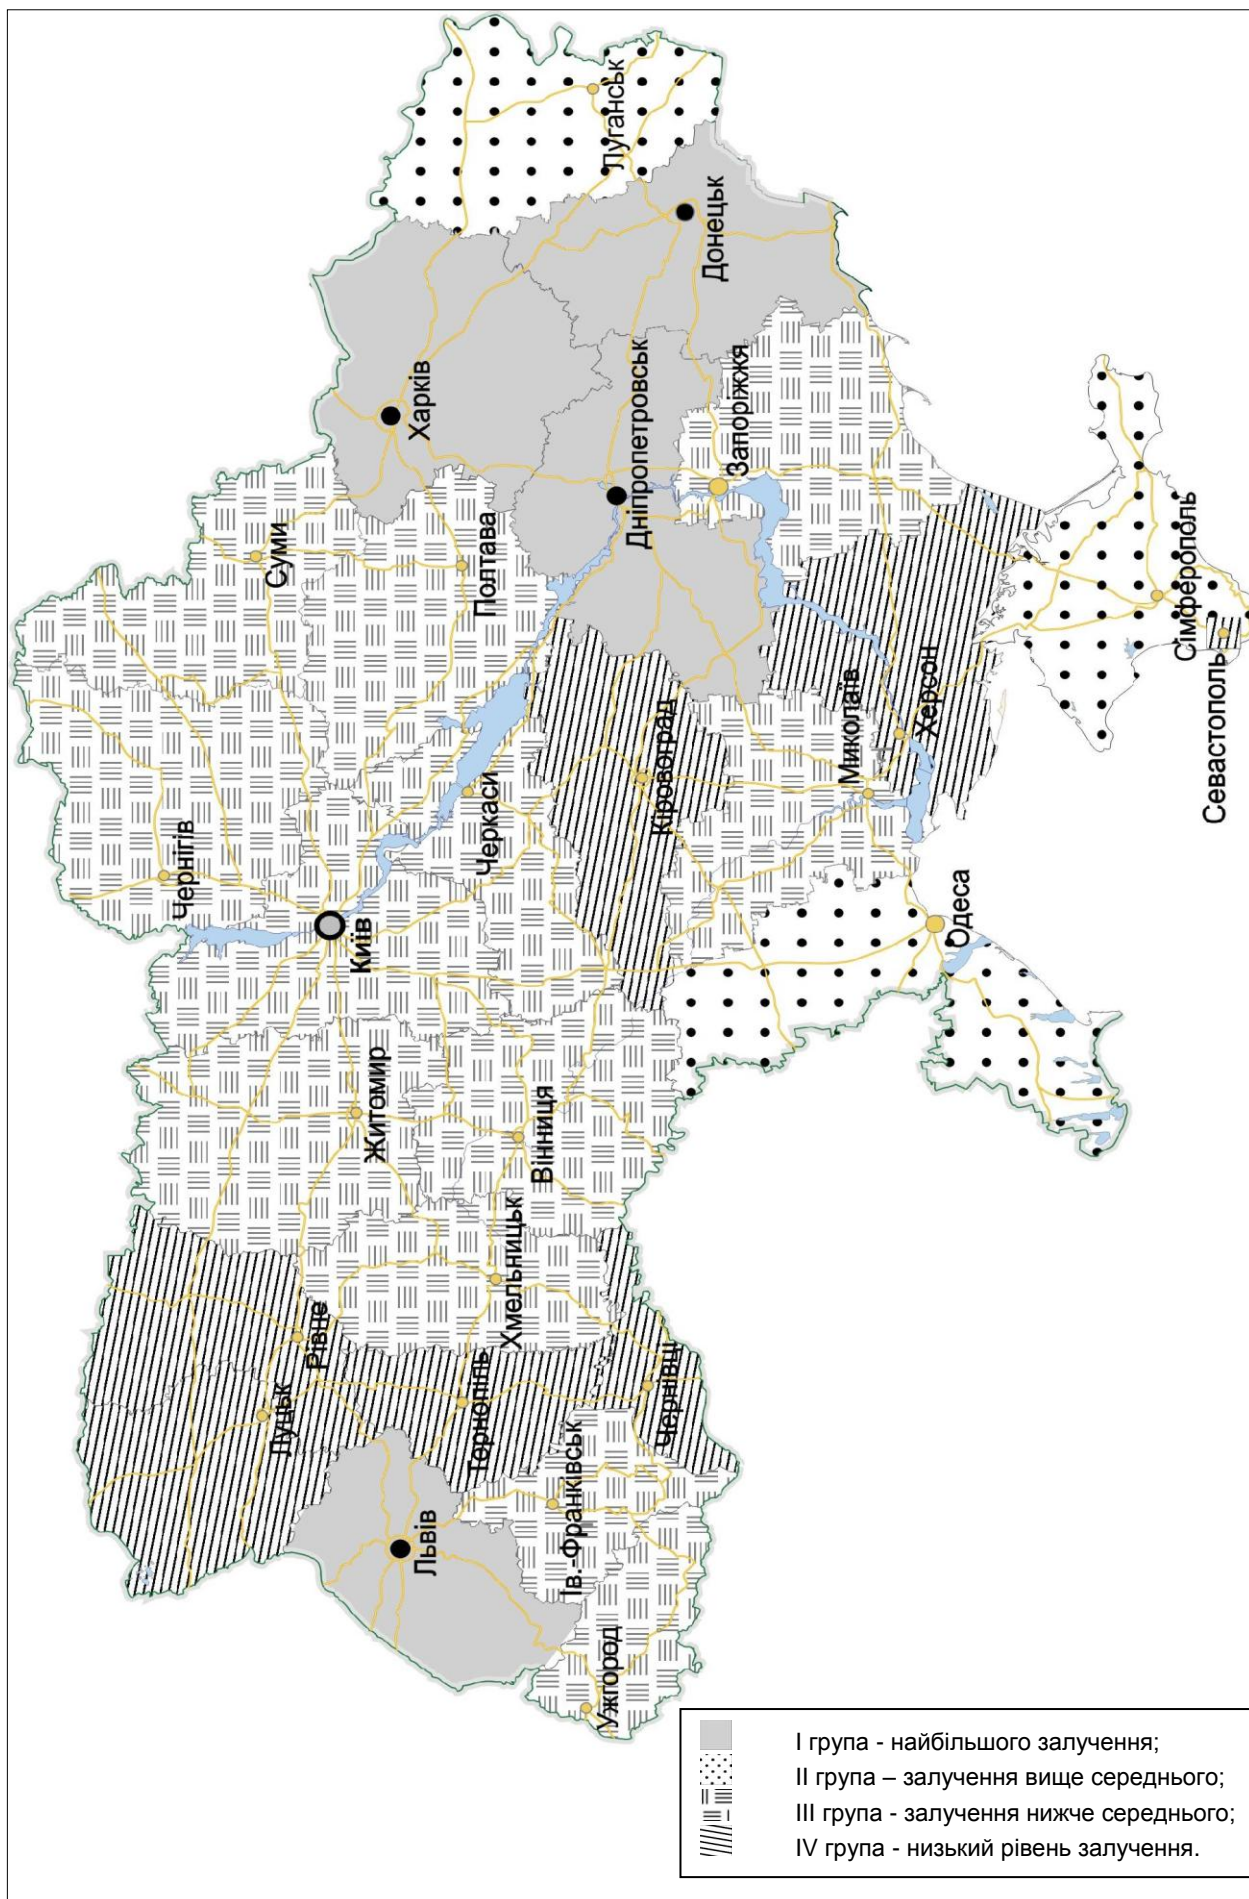 Луганськ
Донецьк
Харків
Дніпропетровськ
Запоріжжя
Суми
Полтава
Сімферополь
Севастополь
Херсон
Миколаїв
Кіровоград
Черкаси
Чернігів
Київ
Одеса
Житомир
Вінниця
Хмельницьк
Рівне
Луцьк
Тернопіль
Чернівці
Ів.-Франківськ
Львів
Ужгород
І група - найбільшого залучення;
ІІ група – залучення вище середнього;
ІІІ група - залучення нижче середнього;
IV група - низький рівень залучення.